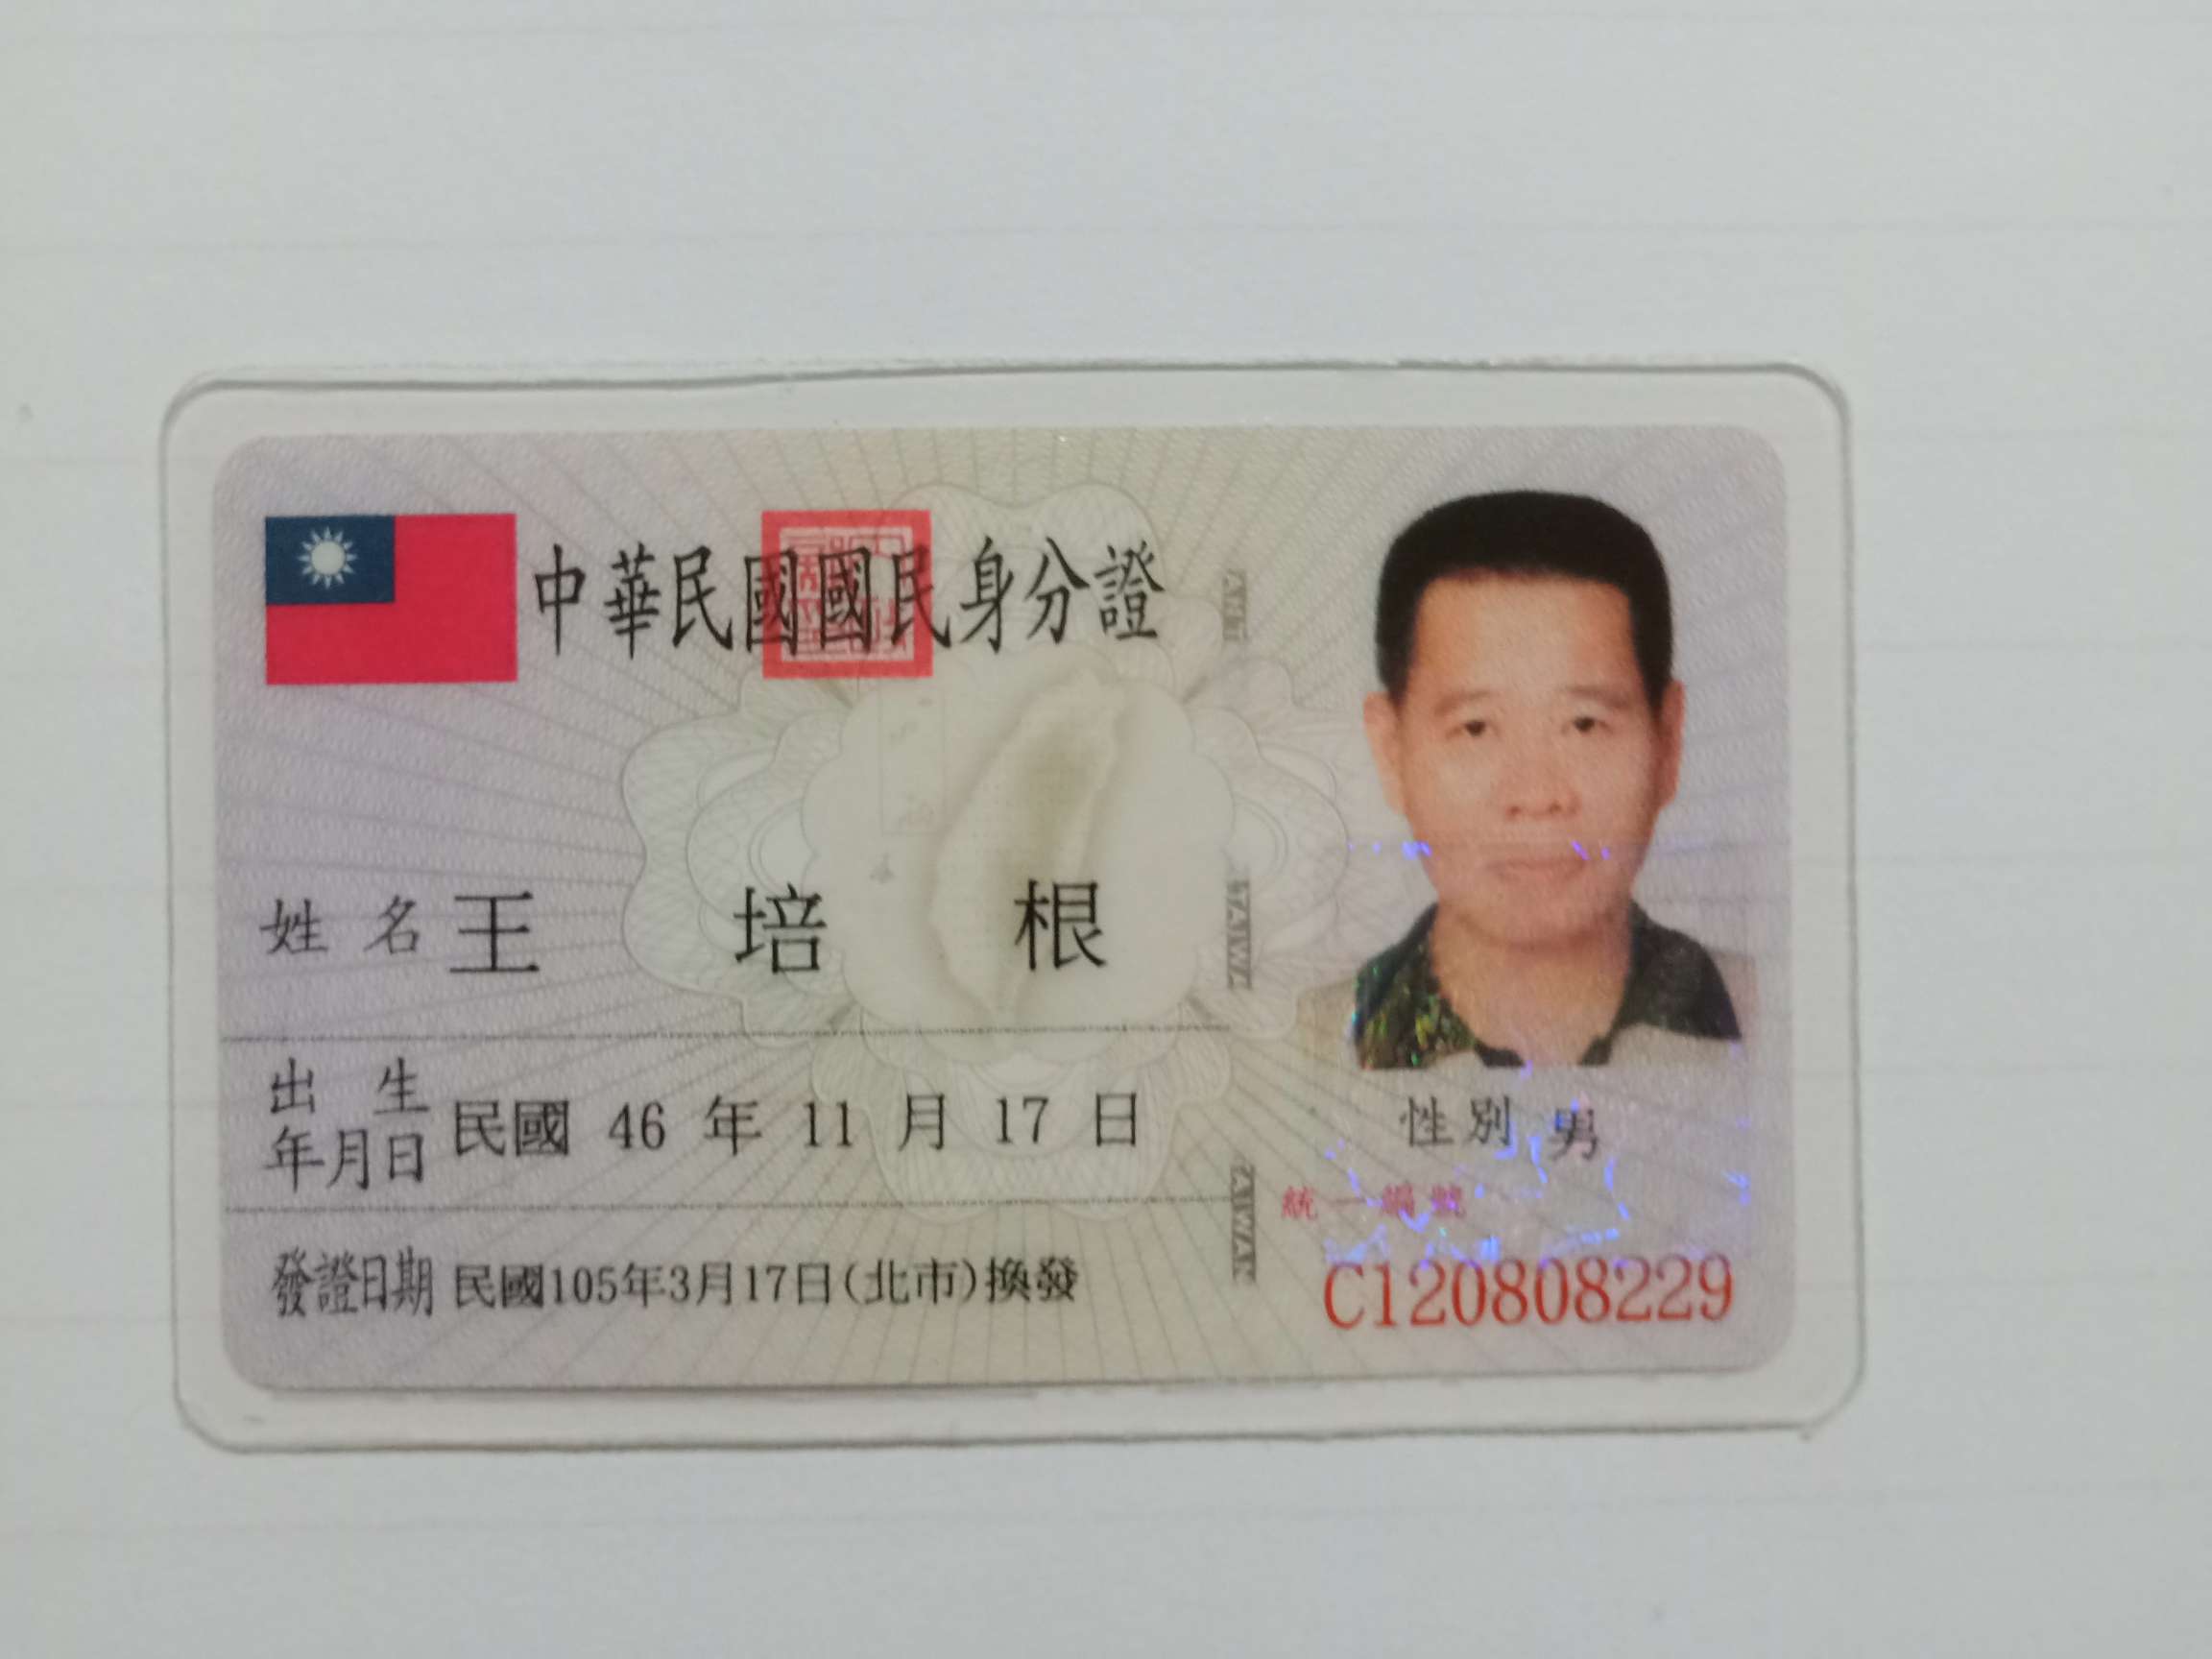 中華民國國民身分證
姓名 王培根
出生年月日 民國 46 年 11 月 17 日
發證日期 民國105年3月17日(北市)換發
性別 男
統一編號
C120808229
TAIWAN
TAIWAN